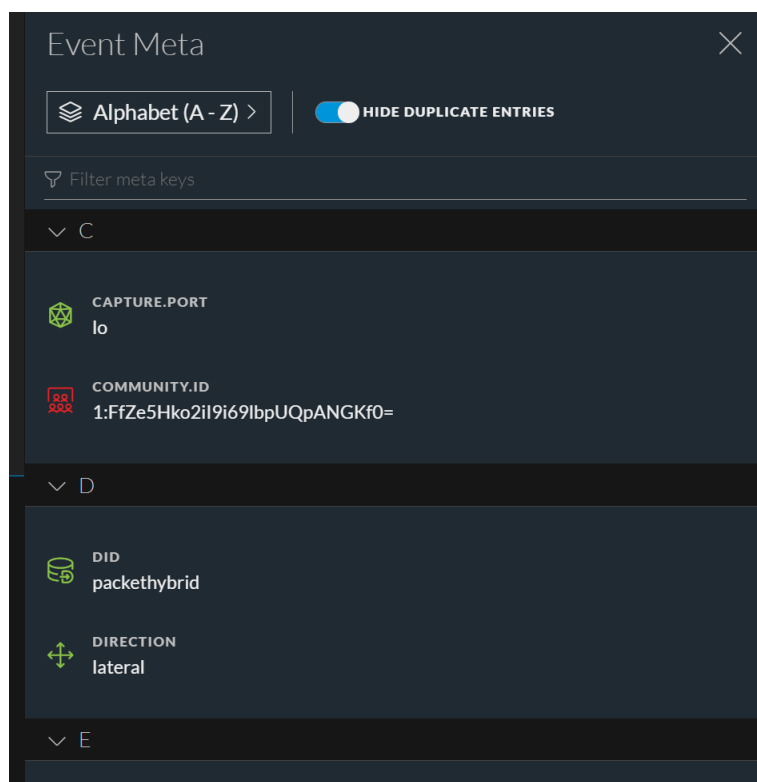 Event Meta
Alphabet (A - Z) >
HIDE DUPLICATE ENTRIES
Filter meta keys
C
CAPTURE.PORT
lo
COMMUNITY.ID
1:FfZe5Hko2iI9i69lbpUQpANGKf0=
D
DID
packethybrid
DIRECTION
lateral
E